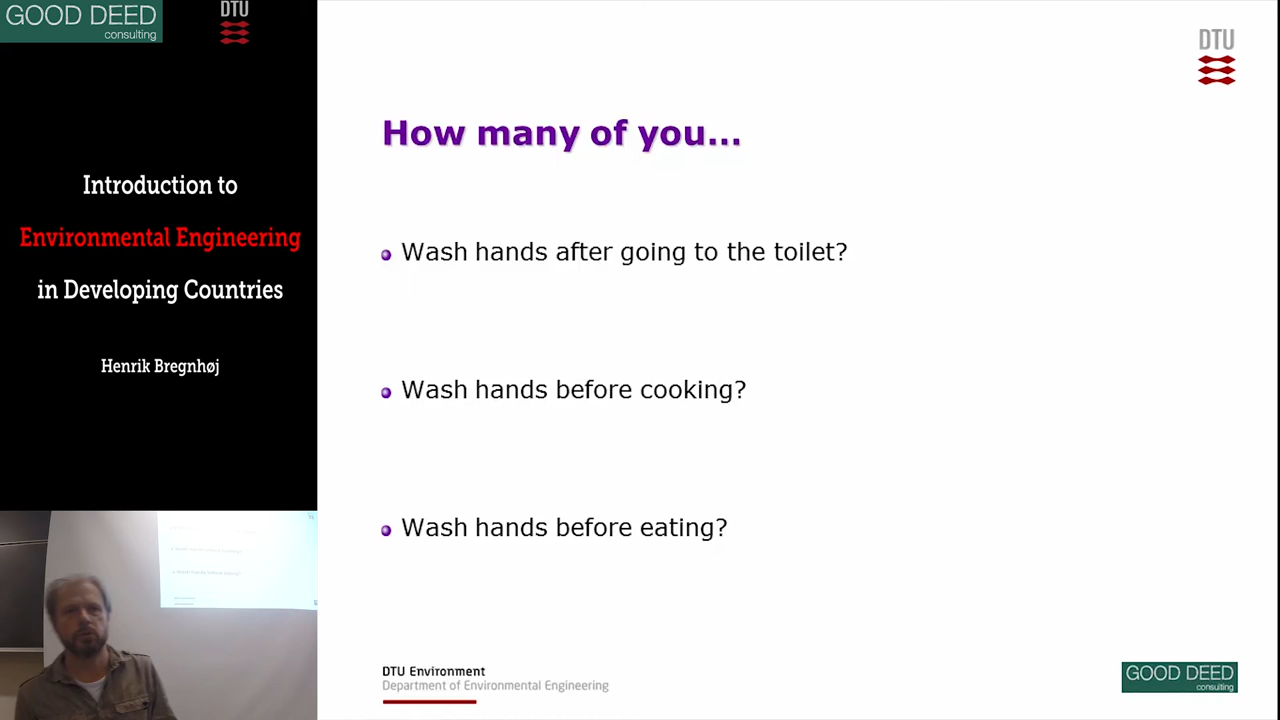 GOOD DEED
consulting
DTU
Introduction to
Environmental Engineering
in Developing Countries
Henrik Bregnhøj
DTU
How many of you...
Wash hands after going to the toilet?
Wash hands before cooking?
Wash hands before eating?
DTU Environment
Department of Environmental Engineering
GOOD DEED
consulting